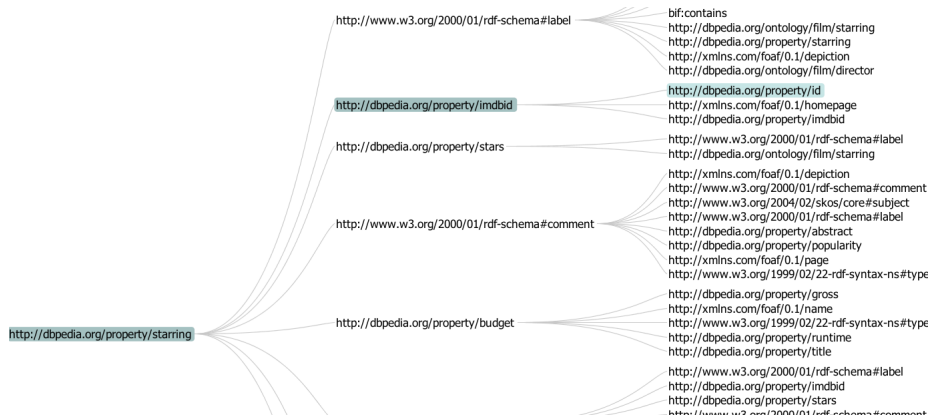 http://www.w3.org/2000/01/rdf-schema#label
bif:contains
http://dbpedia.org/ontology/film/starring
http://dbpedia.org/property/starring
http://xmlns.com/foaf/0.1/depiction
http://dbpedia.org/ontology/film/director
http://dbpedia.org/property/imdbid
http://dbpedia.org/property/id
http://xmlns.com/foaf/0.1/homepage
http://dbpedia.org/property/imdbid
http://dbpedia.org/property/stars
http://www.w3.org/2000/01/rdf-schema#label
http://dbpedia.org/ontology/film/starring
http://www.w3.org/2000/01/rdf-schema#comment
http://xmlns.com/foaf/0.1/depiction
http://www.w3.org/2000/01/rdf-schema#comment
http://www.w3.org/2004/02/skos/core#subject
http://www.w3.org/2000/01/rdf-schema#label
http://dbpedia.org/property/abstract
http://dbpedia.org/property/popularity
http://xmlns.com/foaf/0.1/page
http://www.w3.org/1999/02/22-rdf-syntax-ns#type
http://dbpedia.org/property/starring
http://dbpedia.org/property/budget
http://dbpedia.org/property/gross
http://xmlns.com/foaf/0.1/name
http://www.w3.org/1999/02/22-rdf-syntax-ns#type
http://dbpedia.org/property/runtime
http://dbpedia.org/property/title
http://www.w3.org/2000/01/rdf-schema#label
http://dbpedia.org/property/imdbid
http://dbpedia.org/property/stars
http://www.w3.org/2000/01/rdf-schema#comment